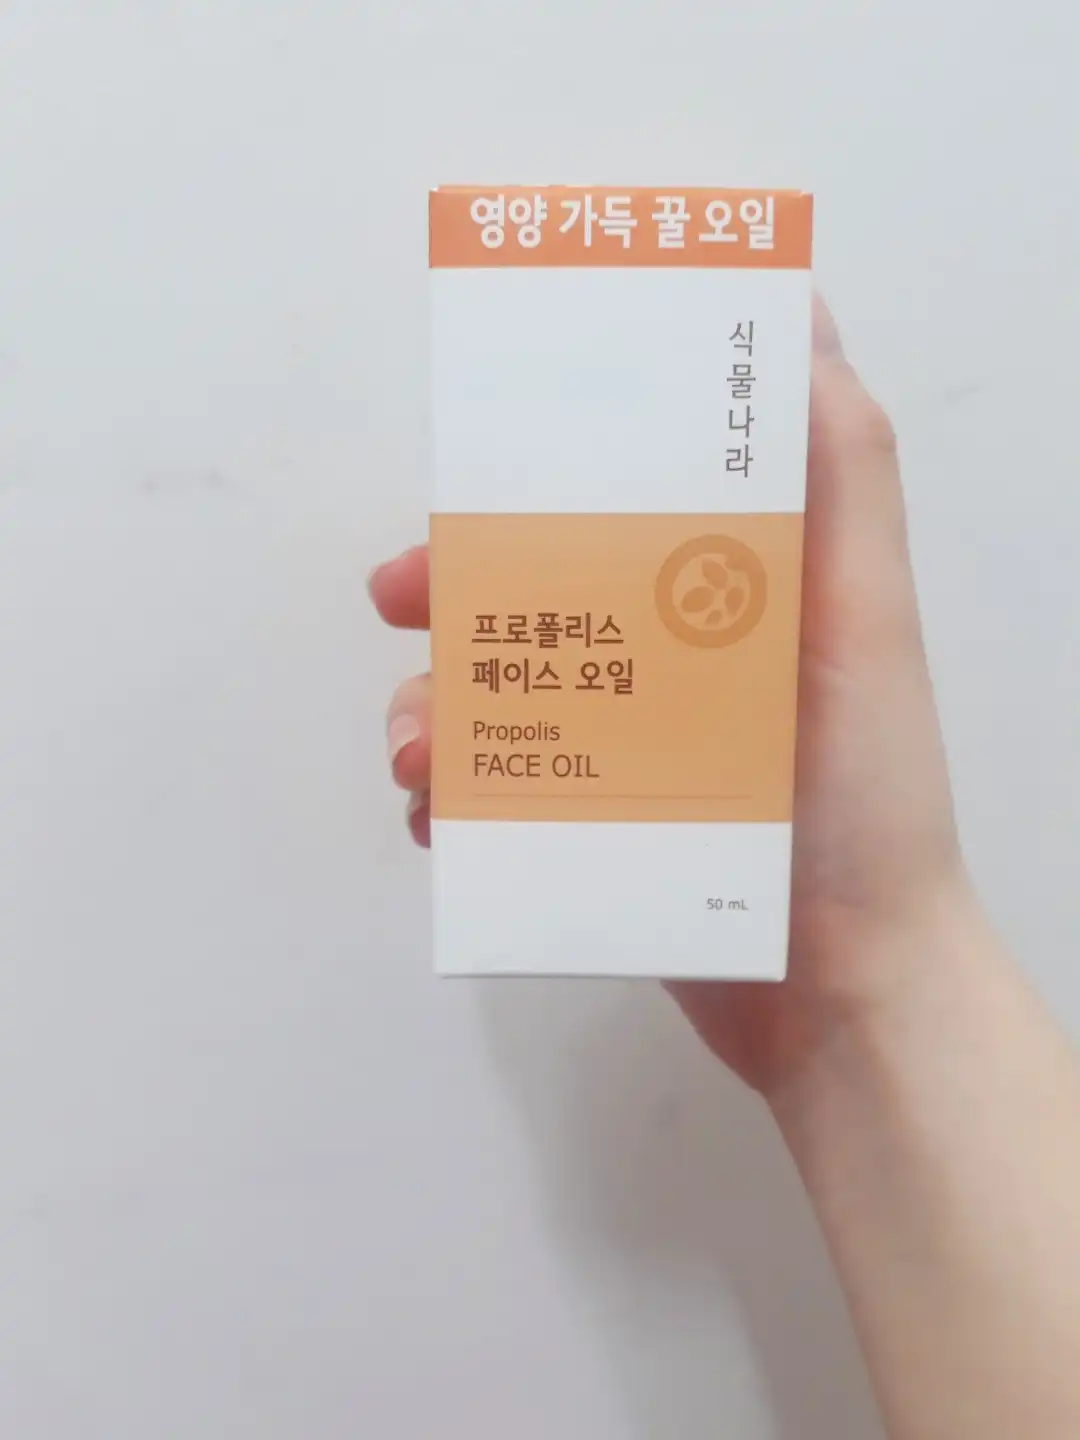 영양 가득 꿀 오일
식물나라
프로폴리스
페이스 오일
Propolis
FACE OIL
50 mL